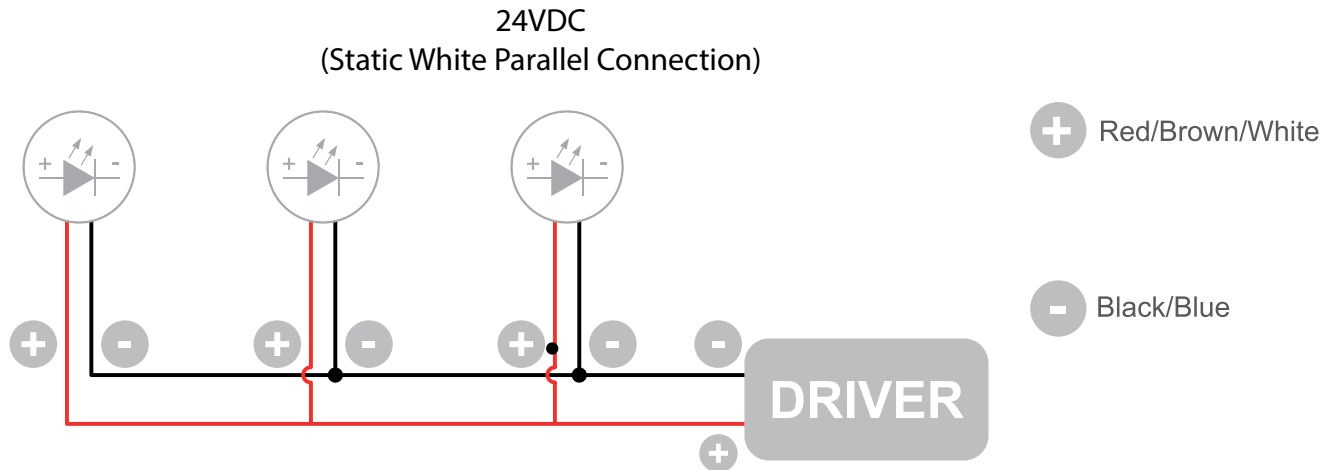 24VDC
(Static White Parallel Connection)
+ -
+ -
+ -
+ Red/Brown/White
- Black/Blue
+ -
+ -
+ -
-
DRIVER
+